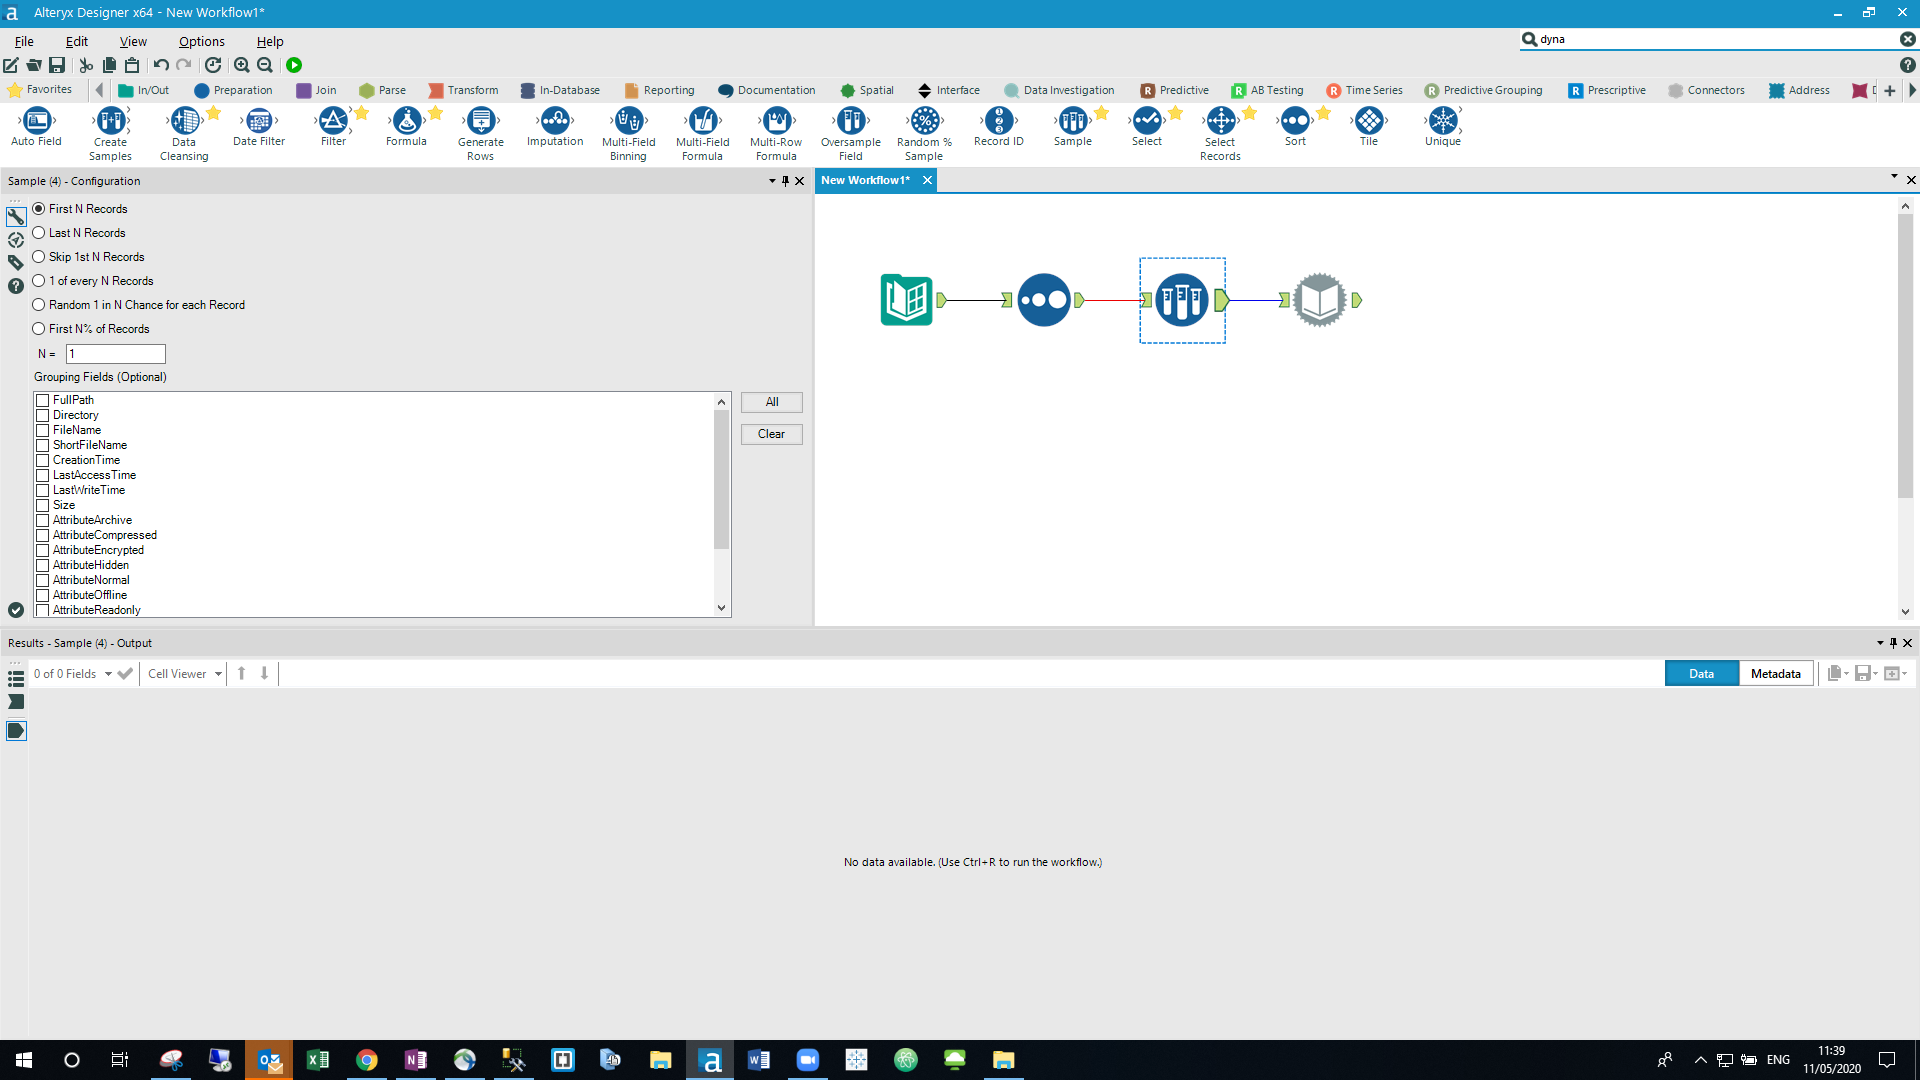 Alteryx Designer x64 - New Workflow1*
File Edit View Options Help
dyna
Favorites In/Out Preparation Join Parse Transform In-Database Reporting Documentation Spatial Interface Data Investigation Predictive AB Testing Time Series Predictive Grouping Prescriptive Connectors Address
Auto Field
Create Samples
Data Cleansing
Date Filter
Filter
Formula
Generate Rows
Imputation
Multi-Field Binning
Multi-Field Formula
Multi-Row Formula
Oversample Field
Random % Sample
Record ID
Sample
Select
Select Records
Sort
Tile
Unique
Sample (4) - Configuration
New Workflow1*
First N Records
Last N Records
Skip 1st N Records
1 of every N Records
Random 1 in N Chance for each Record
First N% of Records
N = 1
Grouping Fields (Optional)
FullPath
Directory
FileName
ShortFileName
CreationTime
LastAccessTime
LastWriteTime
Size
AttributeArchive
AttributeCompressed
AttributeEncrypted
AttributeHidden
AttributeNormal
AttributeOffline
AttributeReadonly
All
Clear
Results - Sample (4) - Output
0 of 0 Fields Cell Viewer Data Metadata
No data available. (Use Ctrl+R to run the workflow.)
ENG
11:39
11/05/2020